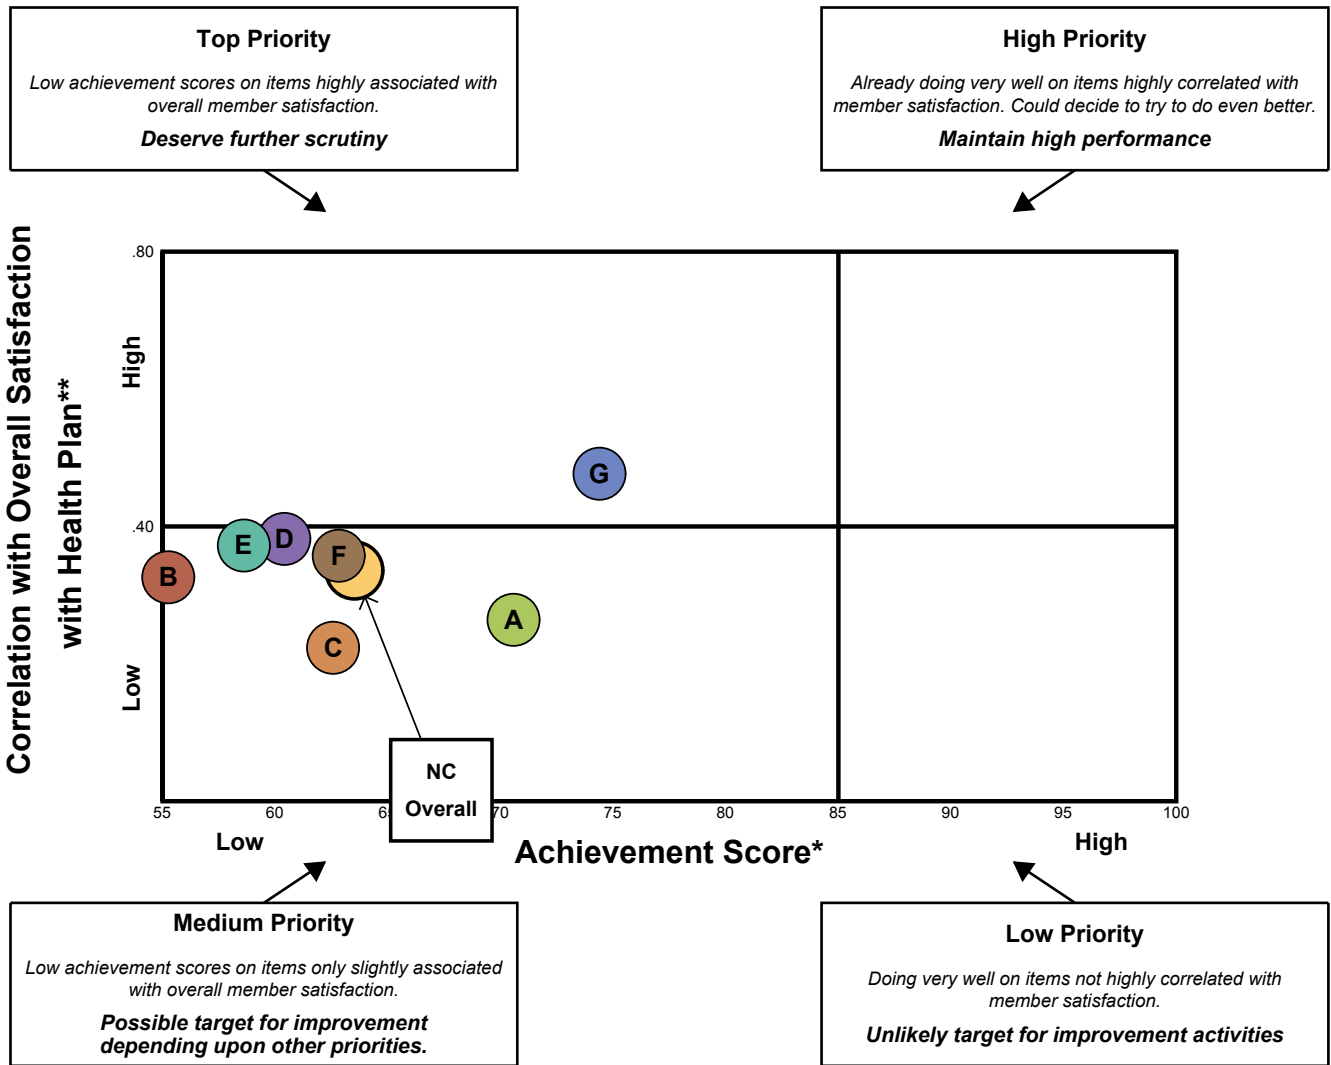 Top Priority
Low achievement scores on items highly associated with
overall member satisfaction.
Deserve further scrutiny
High Priority
Already doing very well on items highly correlated with
member satisfaction. Could decide to try to do even better.
Maintain high performance
Correlation with Overall Satisfaction
with Health Plan**
High
Low
.80
.40
G
E
D
F
B
A
C
NC
Overall
55
60
70
75
80
85
90
95
100
Low
Achievement Score*
High
Medium Priority
Low achievement scores on items only slightly associated
with overall member satisfaction.
Possible target for improvement
depending upon other priorities.
Low Priority
Doing very well on items not highly correlated with
member satisfaction.
Unlikely target for improvement activities